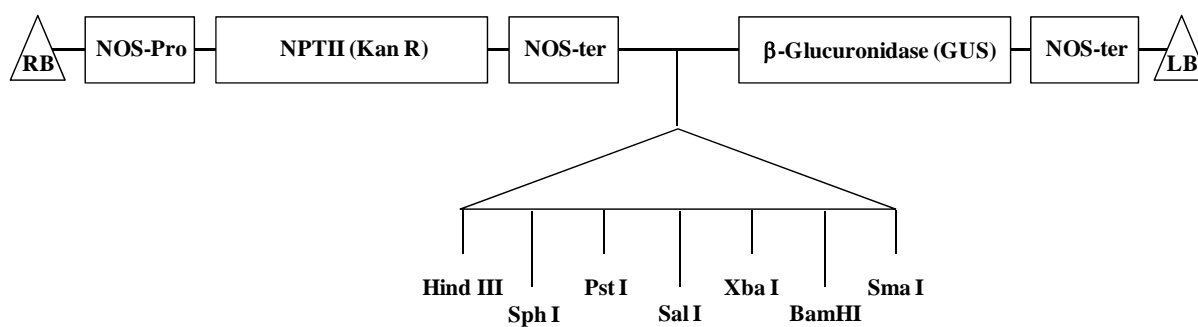 RB NOS-Pro NPTII (Kan R) NOS-ter β-Glucuronidase (GUS) NOS-ter LB
Hind III Pst I Xba I Sma I
Sph I Sal I BamHI